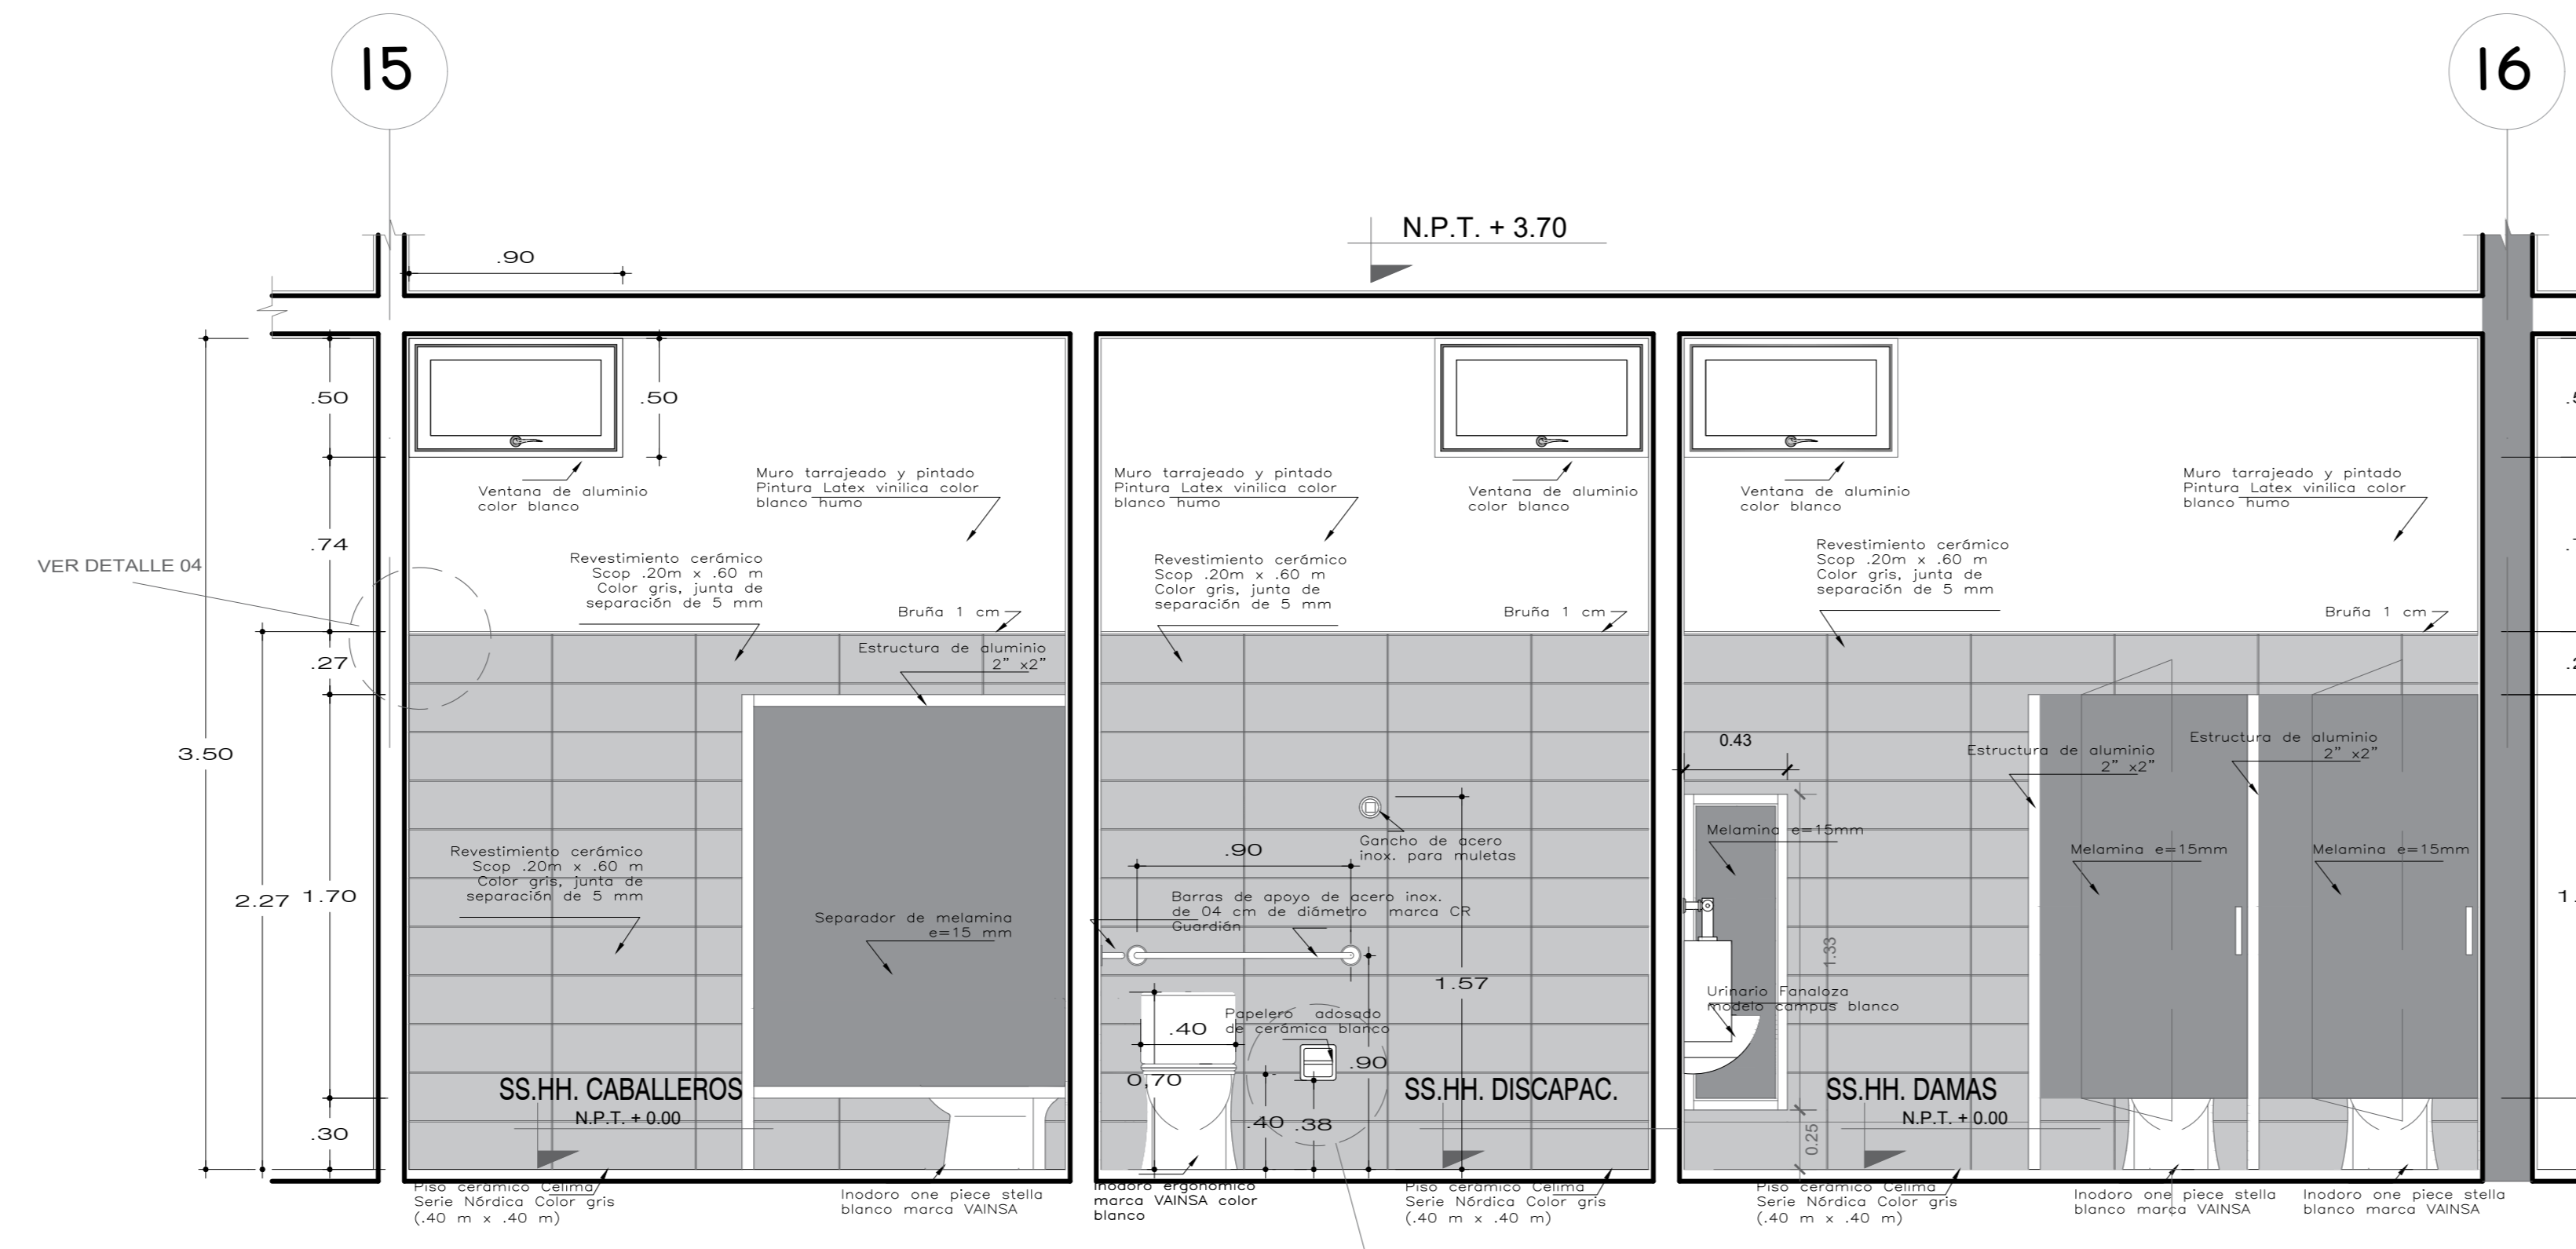 15
16
N.P.T. + 3.70
.90
.50
.50
Ventana de aluminio
color blanco
Muro tarrajeado y pintado
Pintura Latex vinilica color
blanco humo
Muro tarrajeado y pintado
Pintura Latex vinilica color
blanco humo
Ventana de aluminio
color blanco
Ventana de aluminio
color blanco
Muro tarrajeado y pintado
Pintura Latex vinilica color
blanco humo
VER DETALLE 04
.74
Revestimiento cerámico
Scop .20m x .60 m
Color gris, junta de
separación de 5 mm
Bruña 1 cm
Revestimiento cerámico
Scop .20m x .60 m
Color gris, junta de
separación de 5 mm
Bruña 1 cm
Revestimiento cerámico
Scop .20m x .60 m
Color gris, junta de
separación de 5 mm
Bruña 1 cm
.27
Estructura de aluminio
2" x2"
3.50
0.43
Estructura de aluminio
2" x2"
Estructura de aluminio
2" x2"
2.27
1.70
Revestimiento cerámico
Scop .20m x .60 m
Color gris, junta de
separación de 5 mm
Separador de melamina
e=15 mm
.90
Gancho de acero
inox. para muletas
Barras de apoyo de acero inox.
de 04 cm de diámetro marca CR
Guardián
1.57
Melamina e=15mm
Melamina e=15mm
Melamina e=15mm
1.33
Urinario Fanaloza
modelo campus blanco
.40
Papelero adosado
de cerámica blanco
0,70
.90
.40
.38
SS.HH. CABALLEROS
N.P.T. + 0.00
SS.HH. DISCAPAC.
SS.HH. DAMAS
N.P.T. + 0.00
0.25
.30
Piso ceramico Celima
Serie Nórdica Color gris
(.40 m x .40 m)
Inodoro one piece stella
blanco marca VAINSA
Inodoro ergonomico
marca VAINSA color
blanco
Piso ceramico Celima
Serie Nórdica Color gris
(.40 m x .40 m)
Piso ceramico Celima
Serie Nórdica Color gris
(.40 m x .40 m)
Inodoro one piece stella
blanco marca VAINSA
Inodoro one piece stella
blanco marca VAINSA